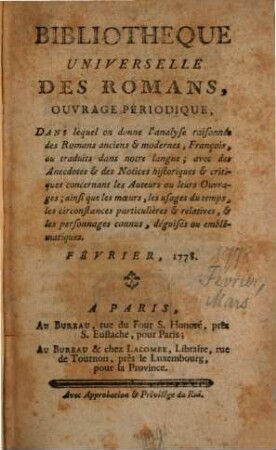 BIBLIOTHEQUE
UNIVERSELLE
DES ROMANS,
OUVRAGE PÉRIODIQUE,
Dans lequel on donne l'analyse raisonnée
des Romans anciens & modernes, François,
ou traduits dans notre langue; avec des
Anecdotes & des Notices historiques & criti-
ques concernant les Auteurs ou leurs Ouvra-
ges; ainsi que les mœurs, les usages du temps,
les circonstances particulières & relatives, &
les personnages connus, déguisés ou emblé-
matiques.
FÉVRIER, 1778.
1778
Février,
Mars
A PARIS,
Au Bureau, rue du Four S. Honoré, près
S. Eustache, pour Paris;
Au Bureau & chez Lacombe, Libraire, rue
de Tournon, près le Luxembourg,
pour la Province.
Avec Approbation & Privilége du Roi.